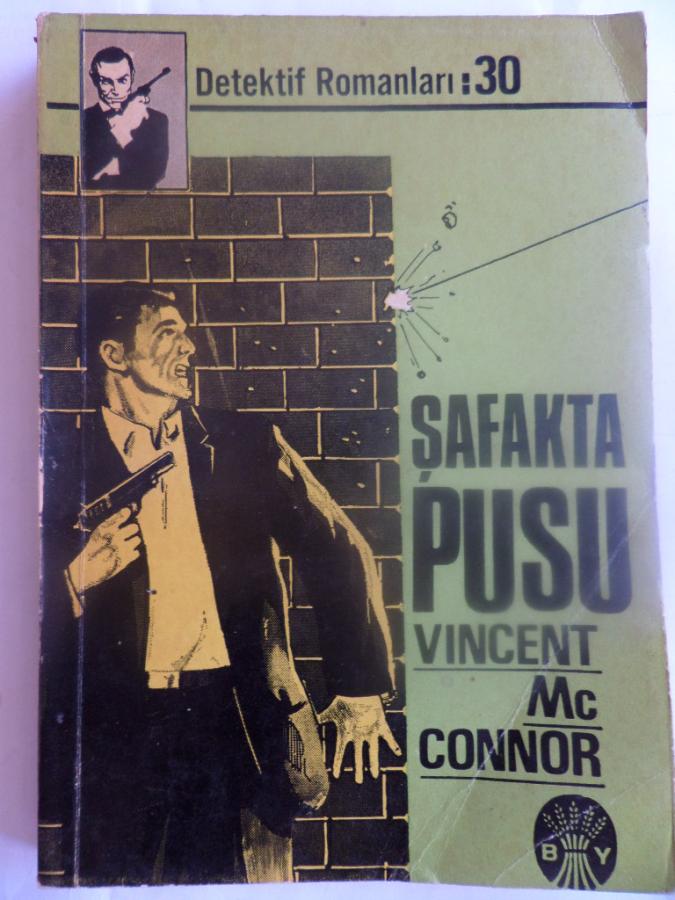 Detektif Romanları:30
ŞAFAKTA
PUSU
VINCENT
Mc
CONNOR
B Y